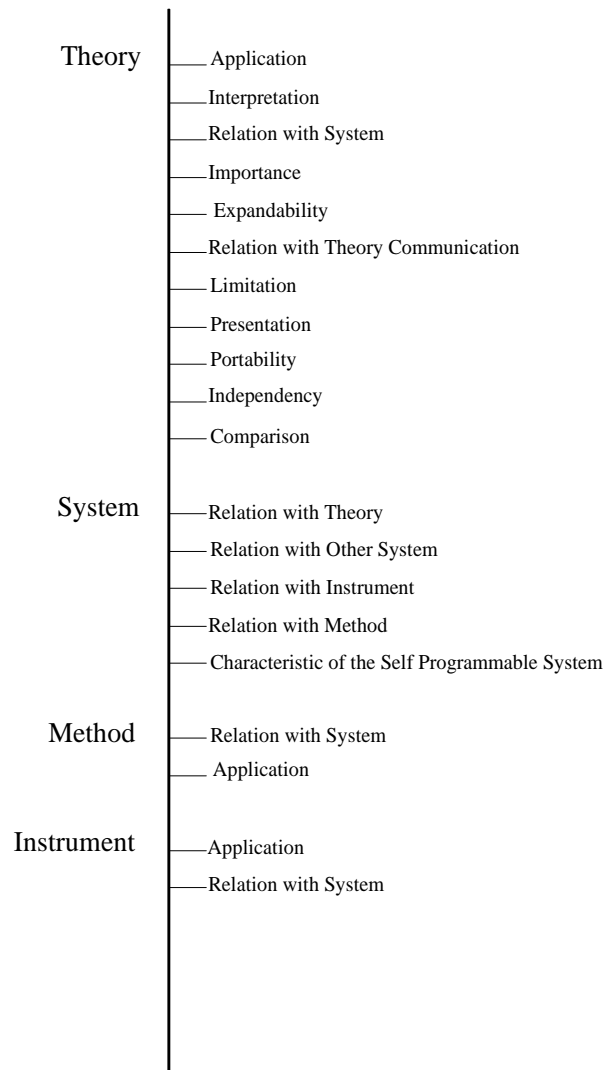 Theory
Application
Interpretation
Relation with System
Importance
Expandability
Relation with Theory Communication
Limitation
Presentation
Portability
Independency
Comparison
System
Relation with Theory
Relation with Other System
Relation with Instrument
Relation with Method
Characteristic of the Self Programmable System
Method
Relation with System
Application
Instrument
Application
Relation with System